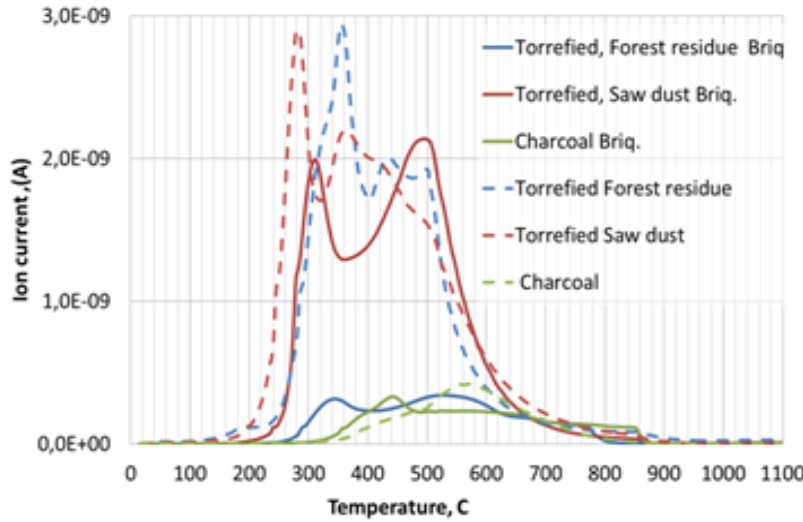 3,0E-09
2,0E-09
1,0E-09
0,0E+00
Ion current ,(A)
Torrefied, Forest residue Briq
Torrefied, Saw dust Briq.
Charcoal Briq.
Torrefied Forest residue
Torrefied Saw dust
Charcoal
0 100 200 300 400 500 600 700 800 900 1000 1100
Temperature, C